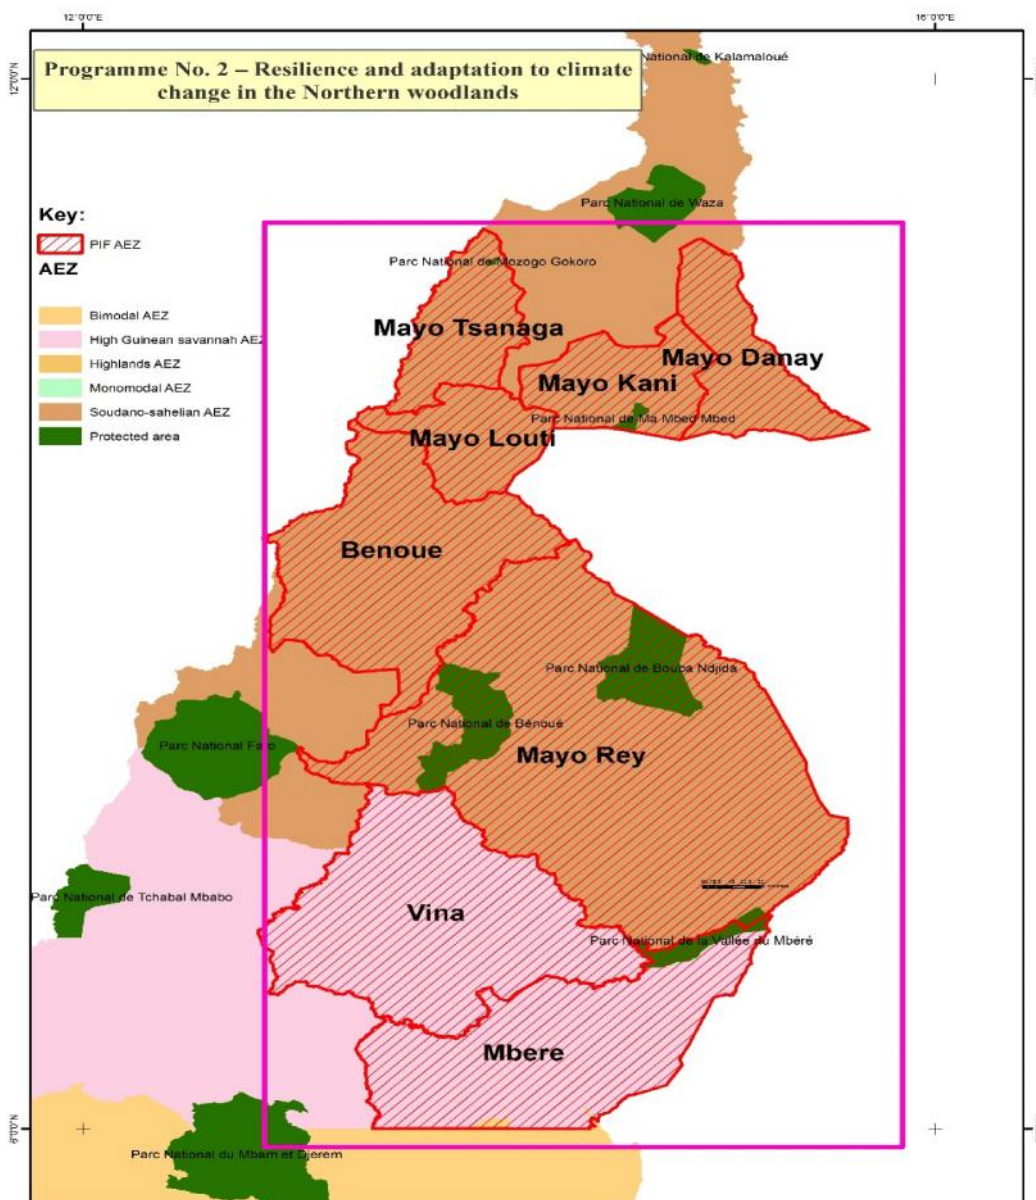 12°0'0"E
16°0'0"E
12°0'0"N
Programme No. 2 – Resilience and adaptation to climate
change in the Northern woodlands
National de Kalamaloué
Parc National de Waza
Key:
PIF AEZ
AEZ
Bimodal AEZ
High Guinean savannah AEZ
Highlands AEZ
Monomodal AEZ
Soudano-sahelian AEZ
Protected area
Parc National de Mozogo Gokoro
Mayo Tsanaga
Mayo Danay
Mayo Kani
Parc National de Ma Mbed Mbed
Mayo Louti
Benoue
Parc National de Bouba Ndjida
Parc National de Bénoué
Parc National Faro
Mayo Rey
Parc National de Tchabal Mbabo
Vina
Parc National de la Vallée du Mbéré
Mbere
6°0'0"N
Parc National du Mbam et Djerem